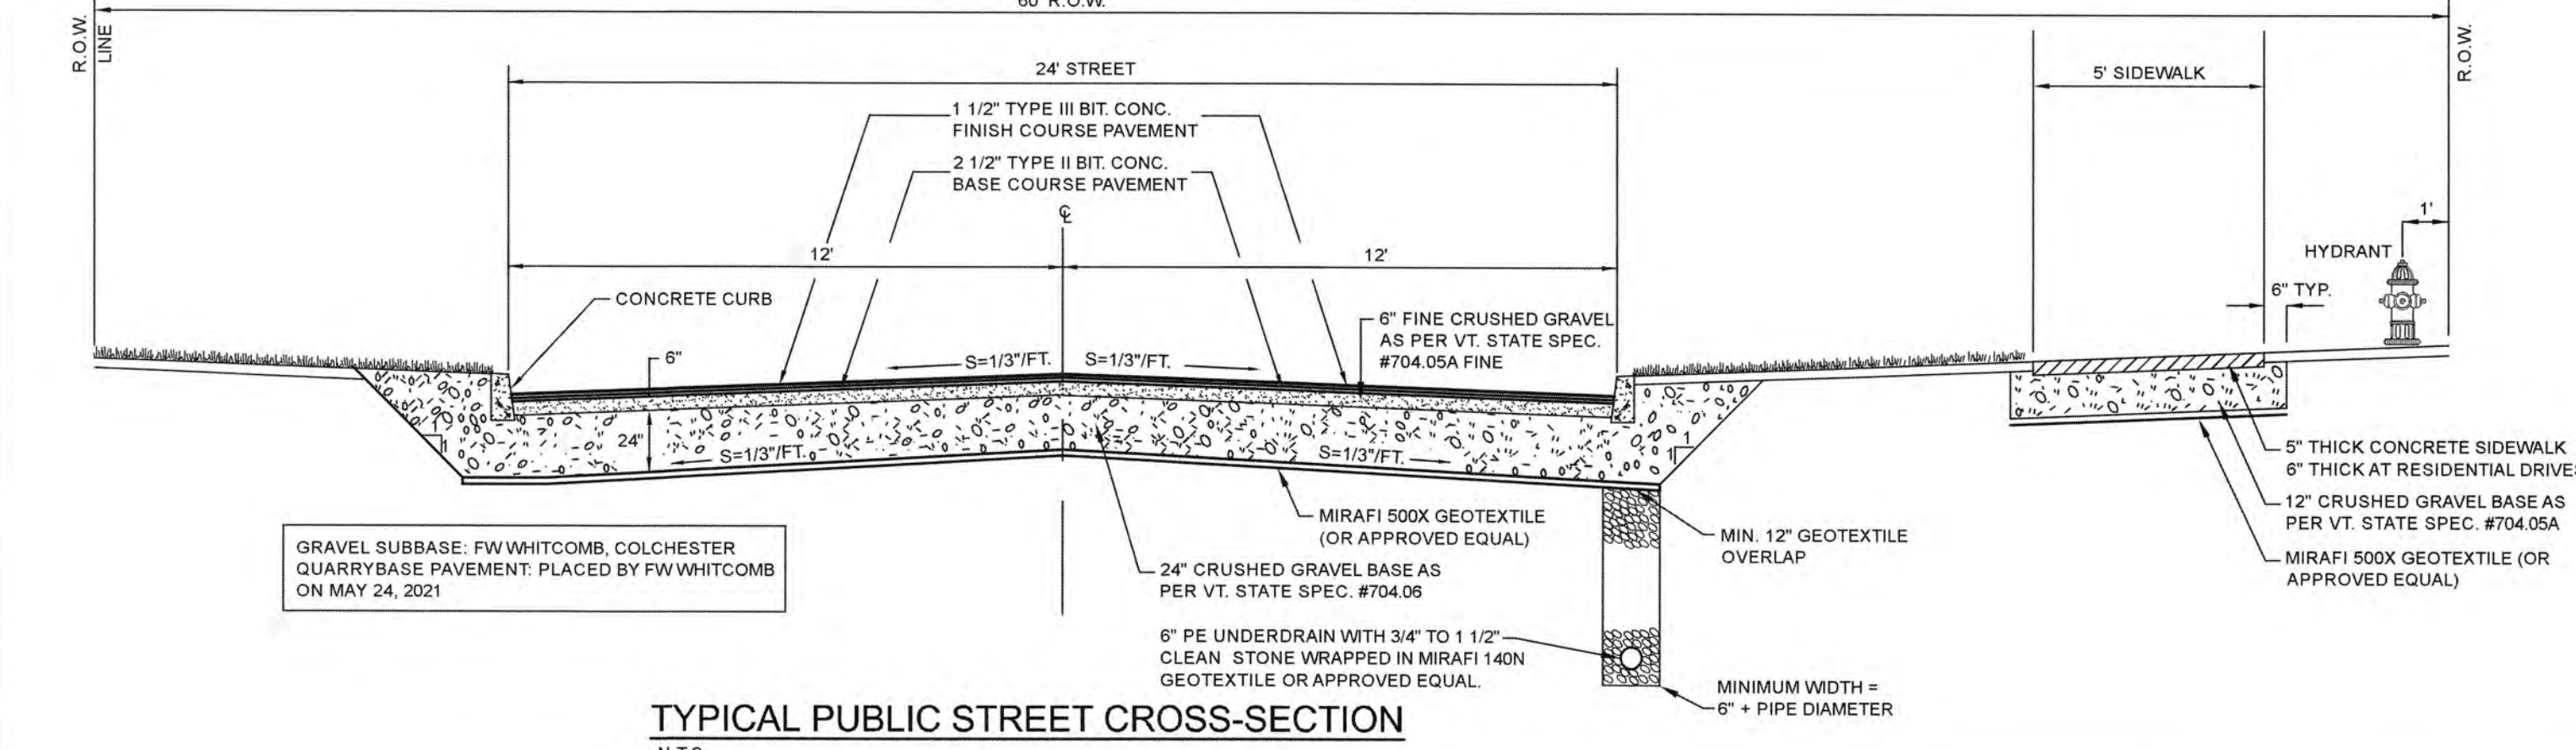 60' R.O.W.
R.O.W.
LINE
R.O.W.
24' STREET
5' SIDEWALK
1 1/2" TYPE III BIT. CONC.
FINISH COURSE PAVEMENT
2 1/2" TYPE II BIT. CONC.
BASE COURSE PAVEMENT
℄
1'
12'
12'
HYDRANT
CONCRETE CURB
6" TYP.
6" FINE CRUSHED GRAVEL
AS PER VT. STATE SPEC.
#704.05A FINE
6"
S=1/3"/FT.
S=1/3"/FT.
24"
1
1
S=1/3"/FT.
S=1/3"/FT.
1
1
5" THICK CONCRETE SIDEWALK
6" THICK AT RESIDENTIAL DRIVES
12" CRUSHED GRAVEL BASE AS
PER VT. STATE SPEC. #704.05A
MIRAFI 500X GEOTEXTILE (OR
APPROVED EQUAL)
MIRAFI 500X GEOTEXTILE
(OR APPROVED EQUAL)
MIN. 12" GEOTEXTILE
OVERLAP
GRAVEL SUBBASE: FW WHITCOMB, COLCHESTER
QUARRYBASE PAVEMENT: PLACED BY FW WHITCOMB
ON MAY 24, 2021
24" CRUSHED GRAVEL BASE AS
PER VT. STATE SPEC. #704.06
6" PE UNDERDRAIN WITH 3/4" TO 1 1/2"
CLEAN STONE WRAPPED IN MIRAFI 140N
GEOTEXTILE OR APPROVED EQUAL.
MINIMUM WIDTH =
6" + PIPE DIAMETER
TYPICAL PUBLIC STREET CROSS-SECTION
N.T.S.